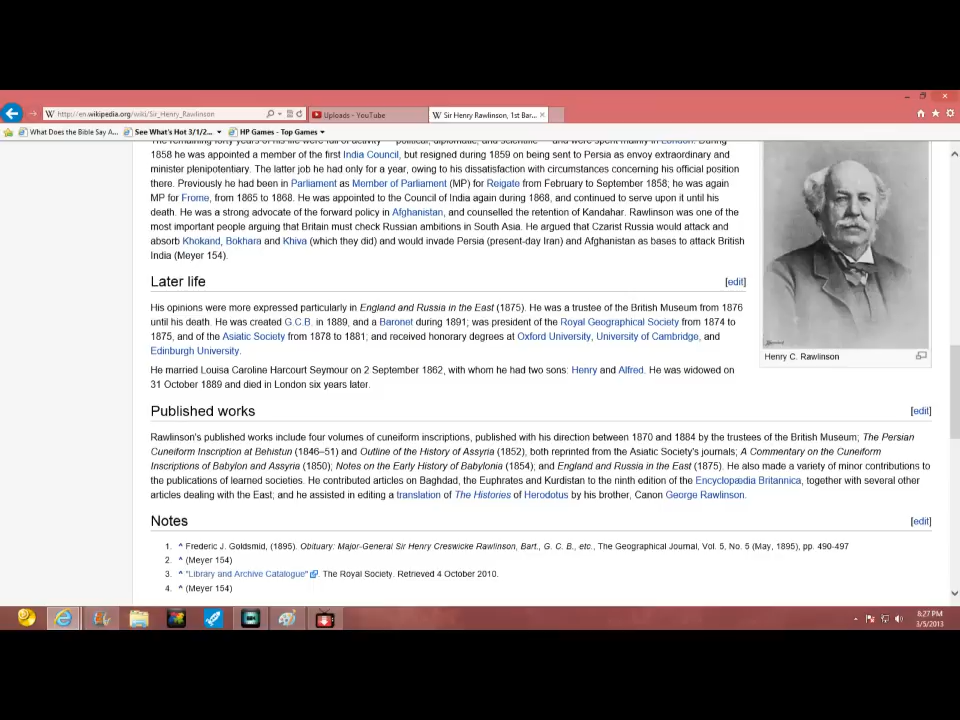 http://en.wikipedia.org/wiki/Sir_Henry_Rawlinson
Uploads - YouTube
Sir Henry Rawlinson, 1st Bar...
What Does the Bible Say A...
See What's Hot 3/1/2...
HP Games - Top Games
1858 he was appointed a member of the first India Council, but resigned during 1859 on being sent to Persia as envoy extraordinary and
minister plenipotentiary. The latter job he had only for a year, owing to his dissatisfaction with circumstances concerning his official position
there. Previously he had been in Parliament as Member of Parliament (MP) for Reigate from February to September 1858; he was again
MP for Frome, from 1865 to 1868. He was appointed to the Council of India again during 1868, and continued to serve upon it until his
death. He was a strong advocate of the forward policy in Afghanistan, and counselled the retention of Kandahar. Rawlinson was one of the
most important people arguing that Britain must check Russian ambitions in South Asia. He argued that Czarist Russia would attack and
absorb Khokand, Bokhara and Khiva (which they did) and would invade Persia (present-day Iran) and Afghanistan as bases to attack British
India (Meyer 154).
Henry C. Rawlinson
Later life [edit]
His opinions were more expressed particularly in England and Russia in the East (1875). He was a trustee of the British Museum from 1876
until his death. He was created G.C.B. in 1889, and a Baronet during 1891; was president of the Royal Geographical Society from 1874 to
1875, and of the Asiatic Society from 1878 to 1881; and received honorary degrees at Oxford University, University of Cambridge, and
Edinburgh University.
He married Louisa Caroline Harcourt Seymour on 2 September 1862, with whom he had two sons: Henry and Alfred. He was widowed on
31 October 1889 and died in London six years later.
Published works [edit]
Rawlinson's published works include four volumes of cuneiform inscriptions, published with his direction between 1870 and 1884 by the trustees of the British Museum; The Persian
Cuneiform Inscription at Behistun (1846–51) and Outline of the History of Assyria (1852), both reprinted from the Asiatic Society's journals; A Commentary on the Cuneiform
Inscriptions of Babylon and Assyria (1850); Notes on the Early History of Babylonia (1854); and England and Russia in the East (1875). He also made a variety of minor contributions to
the publications of learned societies. He contributed articles on Baghdad, the Euphrates and Kurdistan to the ninth edition of the Encyclopædia Britannica, together with several other
articles dealing with the East; and he assisted in editing a translation of The Histories of Herodotus by his brother, Canon George Rawlinson.
Notes [edit]
1. ^ Frederic J. Goldsmid, (1895). Obituary: Major-General Sir Henry Creswicke Rawlinson, Bart., G. C. B., etc., The Geographical Journal, Vol. 5, No. 5 (May, 1895), pp. 490-497
2. ^ (Meyer 154)
3. ^ "Library and Archive Catalogue". The Royal Society. Retrieved 4 October 2010.
4. ^ (Meyer 154)
8:27 PM
3/5/2013